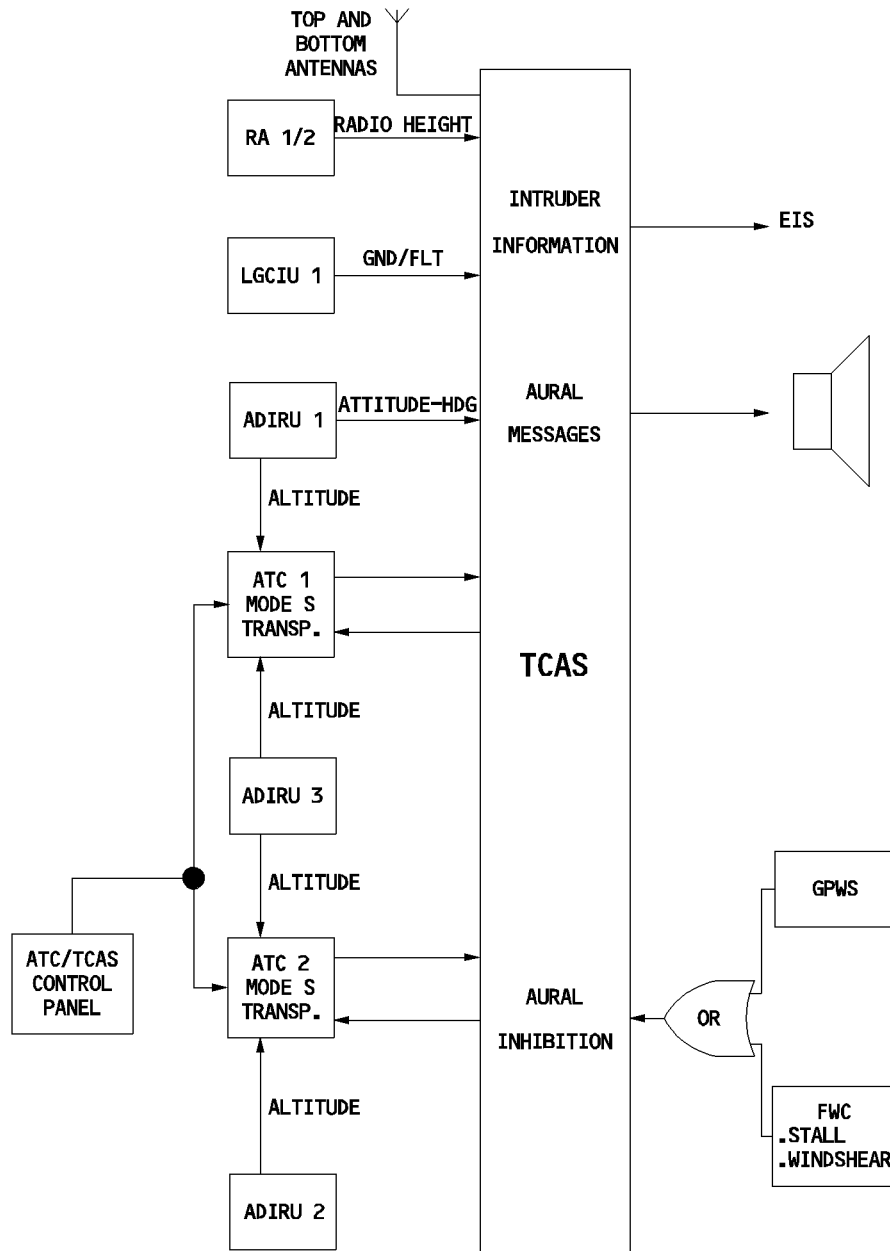 TOP AND
BOTTOM
ANTENNAS
RA 1/2
RADIO HEIGHT
INTRUDER
INFORMATION
EIS
LGCIU 1
GND/FLT
ADIRU 1
ATTITUDE-HDG
AURAL
MESSAGES
ALTITUDE
ATC 1
MODE S
TRANSP.
TCAS
ALTITUDE
ADIRU 3
ALTITUDE
GPWS
ATC/TCAS
CONTROL
PANEL
ATC 2
MODE S
TRANSP.
AURAL
INHIBITION
OR
ALTITUDE
FWC
.STALL
.WINDSHEAR
ADIRU 2